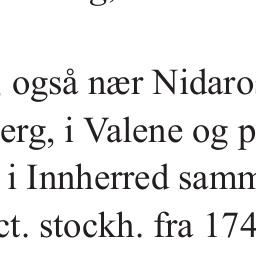 også nær Nidaro
erg, i Valene og p
i Innherred samm
ct. stockh. fra 174